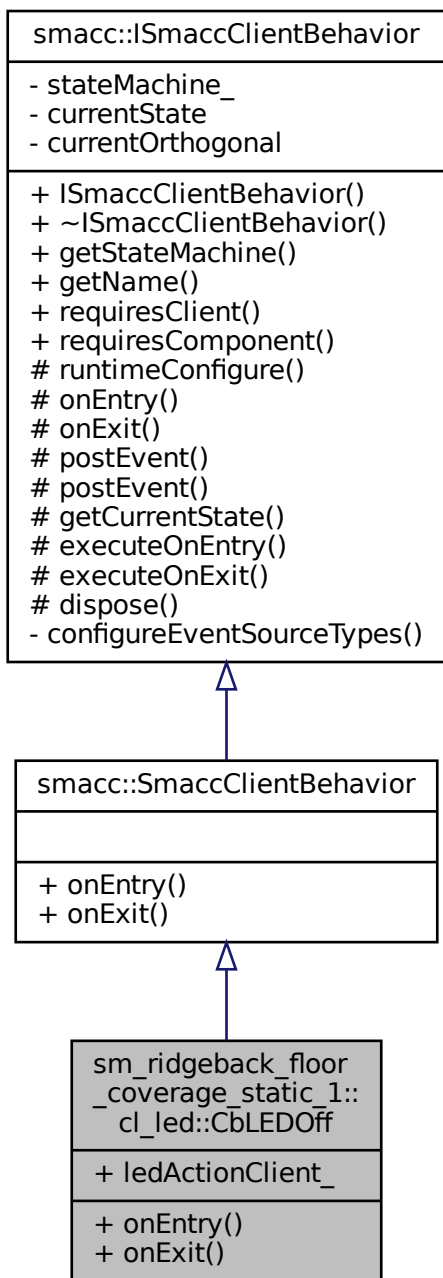 smacc::ISmaccClientBehavior
- stateMachine_
- currentState
- currentOrthogonal
+ ISmaccClientBehavior()
+ ~ISmaccClientBehavior()
+ getStateMachine()
+ getName()
+ requiresClient()
+ requiresComponent()
# runtimeConfigure()
# onEntry()
# onExit()
# postEvent()
# postEvent()
# getCurrentState()
# executeOnEntry()
# executeOnExit()
# dispose()
- configureEventSourceTypes()
smacc::SmaccClientBehavior
+ onEntry()
+ onExit()
sm_ridgeback_floor
_coverage_static_1::
cl_led::CbLEDOff
+ ledActionClient_
+ onEntry()
+ onExit()